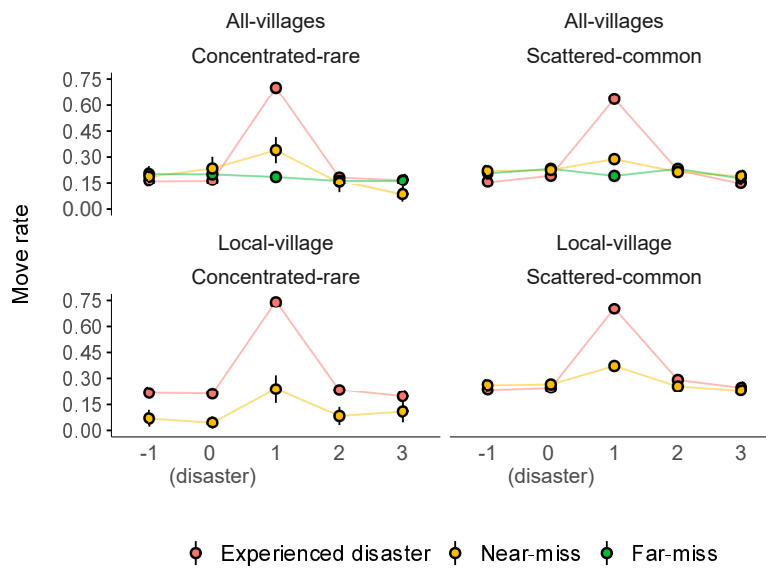 All-villages
Concentrated-rare
All-villages
Scattered-common
0.75
0.60
0.45
0.30
0.15
0.00
Local-village
Concentrated-rare
Local-village
Scattered-common
0.75
0.60
0.45
0.30
0.15
0.00
Move rate
-1 0 1 2 3
(disaster)
-1 0 1 2 3
(disaster)
Experienced disaster Near-miss Far-miss